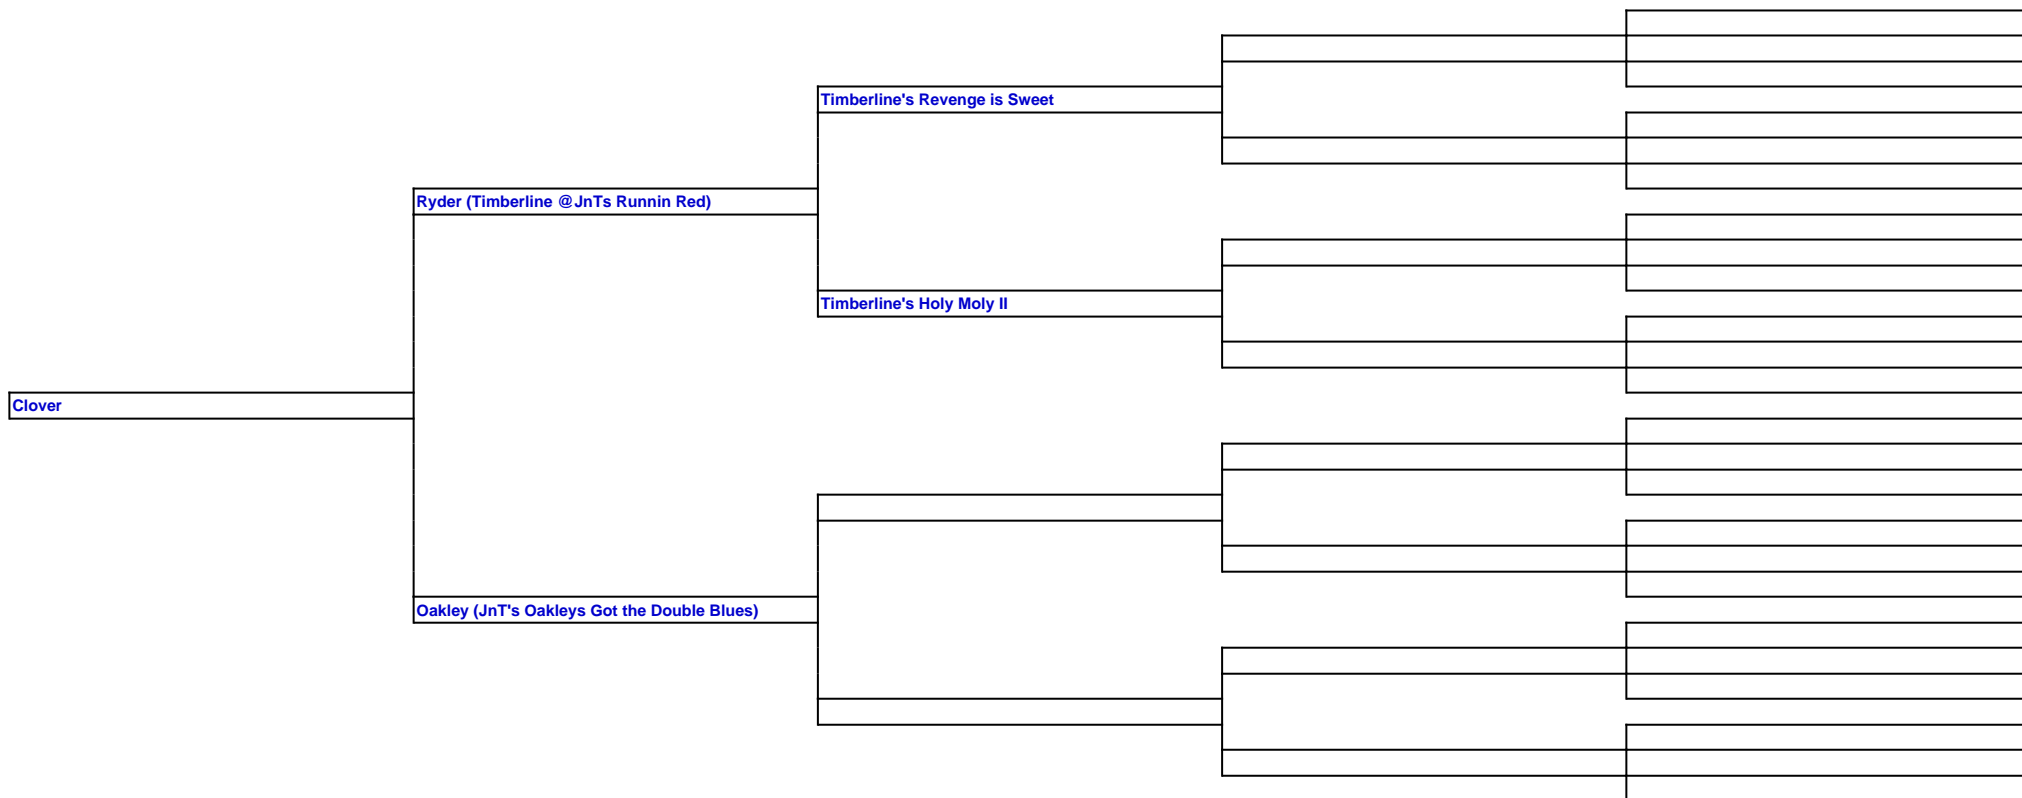 Timberline's Revenge is Sweet
Ryder (Timberline @JnTs Runnin Red)
Timberline's Holy Moly II
Clover
Oakley (JnT's Oakleys Got the Double Blues)